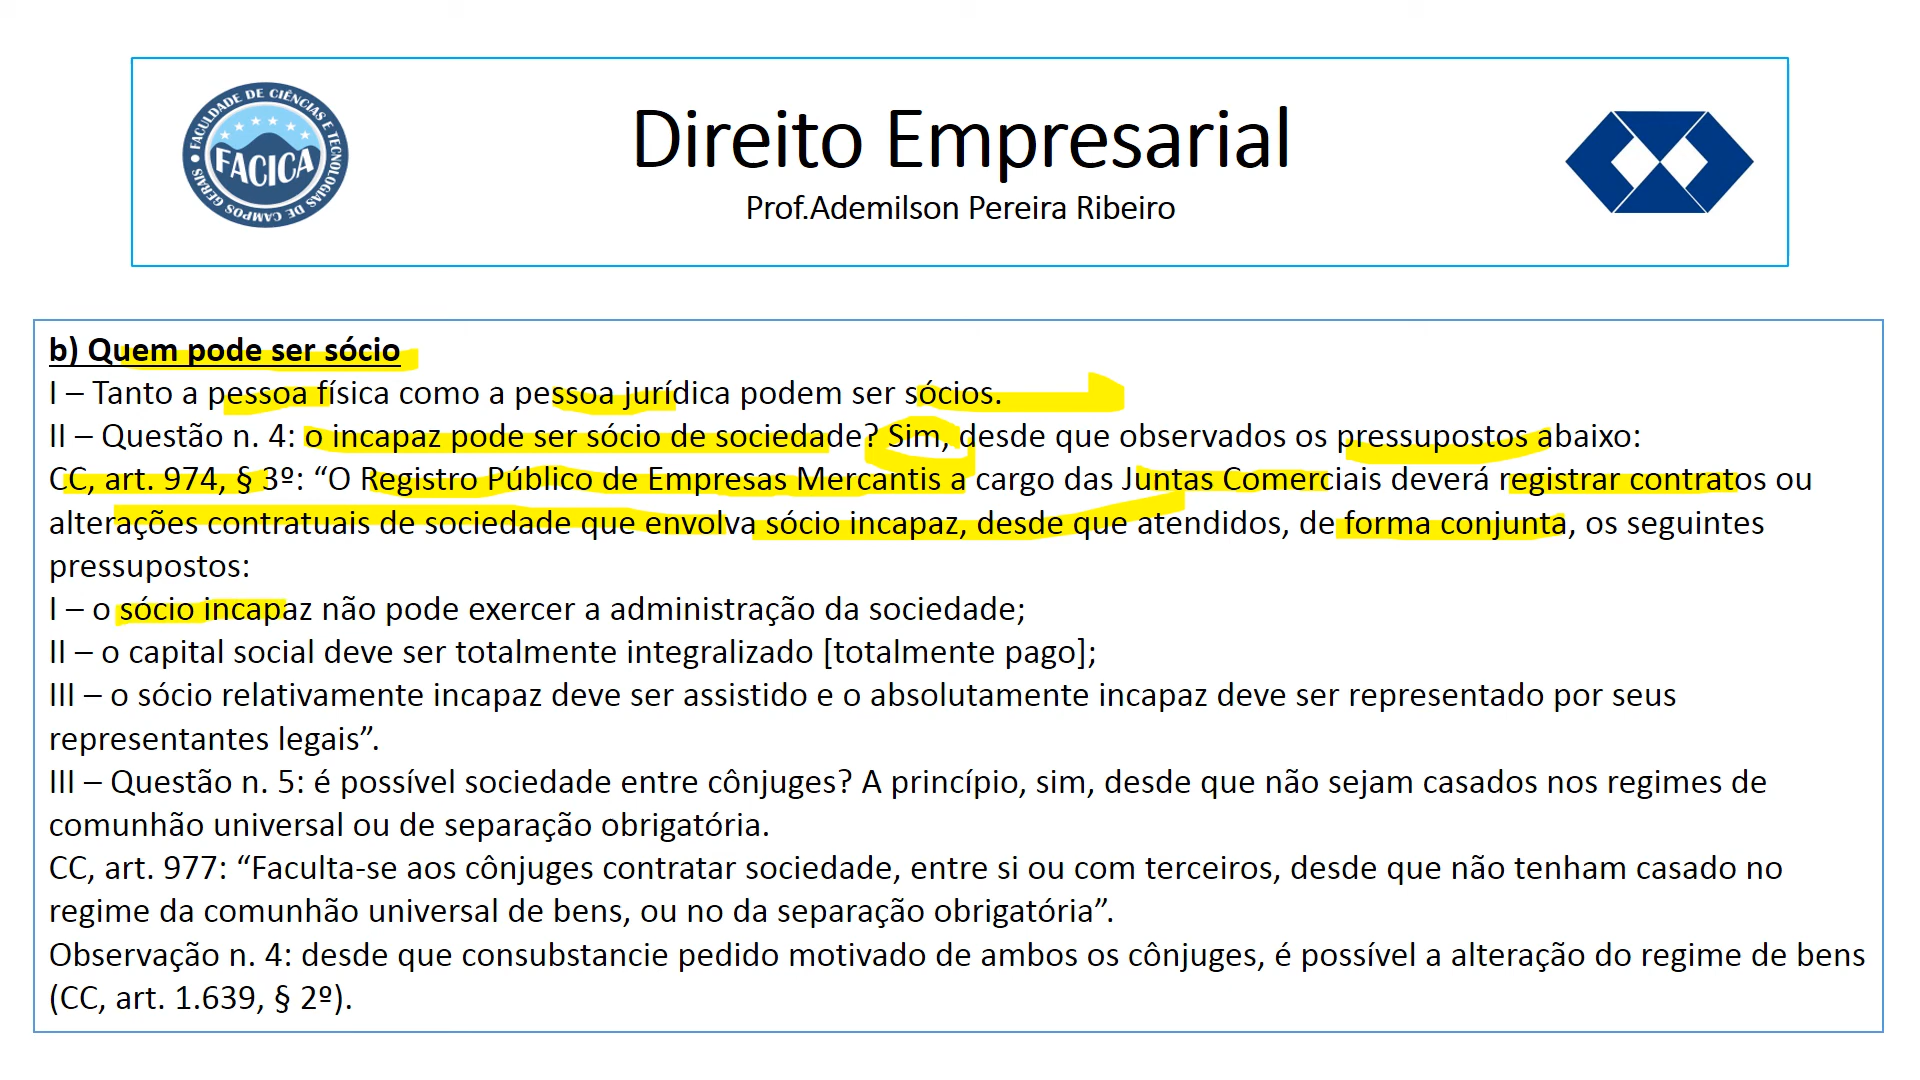 FACULDADE DE CIÊNCIAS E TECNOLOGIAS DE CAMPOS GERAIS
FACICA
Direito Empresarial
Prof.Ademilson Pereira Ribeiro
b) Quem pode ser sócio
I – Tanto a pessoa física como a pessoa jurídica podem ser sócios.
II – Questão n. 4: o incapaz pode ser sócio de sociedade? Sim, desde que observados os pressupostos abaixo:
CC, art. 974, § 3º: “O Registro Público de Empresas Mercantis a cargo das Juntas Comerciais deverá registrar contratos ou
alterações contratuais de sociedade que envolva sócio incapaz, desde que atendidos, de forma conjunta, os seguintes
pressupostos:
I – o sócio incapaz não pode exercer a administração da sociedade;
II – o capital social deve ser totalmente integralizado [totalmente pago];
III – o sócio relativamente incapaz deve ser assistido e o absolutamente incapaz deve ser representado por seus
representantes legais”.
III – Questão n. 5: é possível sociedade entre cônjuges? A princípio, sim, desde que não sejam casados nos regimes de
comunhão universal ou de separação obrigatória.
CC, art. 977: “Faculta-se aos cônjuges contratar sociedade, entre si ou com terceiros, desde que não tenham casado no
regime da comunhão universal de bens, ou no da separação obrigatória”.
Observação n. 4: desde que consubstancie pedido motivado de ambos os cônjuges, é possível a alteração do regime de bens
(CC, art. 1.639, § 2º).